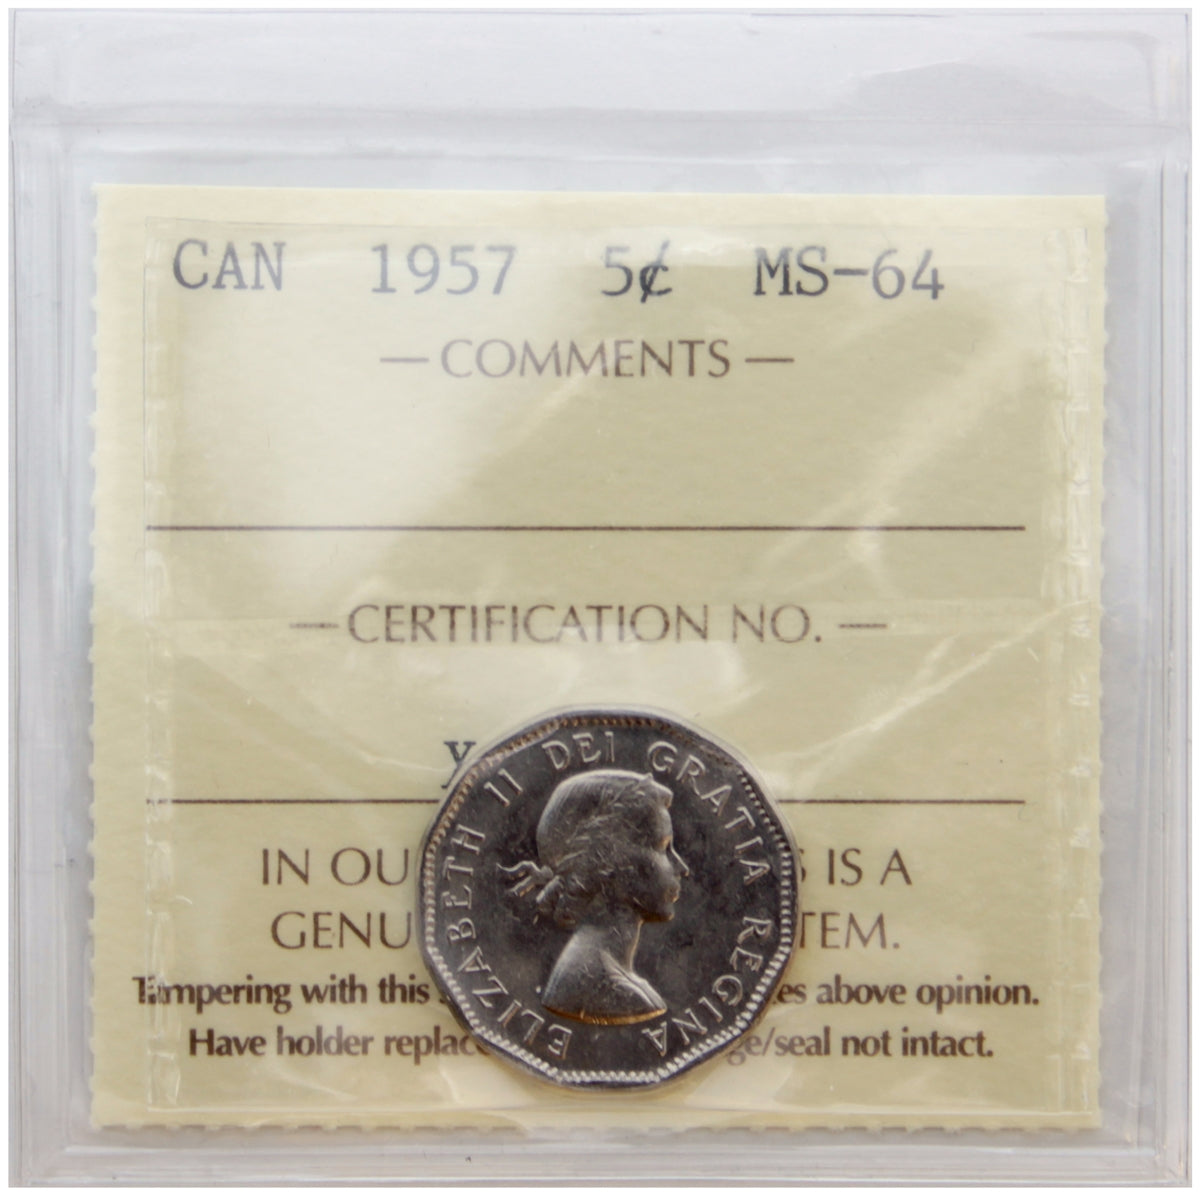 CAN 1957 5¢ MS-64
— COMMENTS —
— CERTIFICATION NO. —
IN OU S IS A
GENU TEM.
Tampering with this es above opinion.
Have holder replac ge/seal not intact.
ELIZABETH II DEI GRATIA REGINA